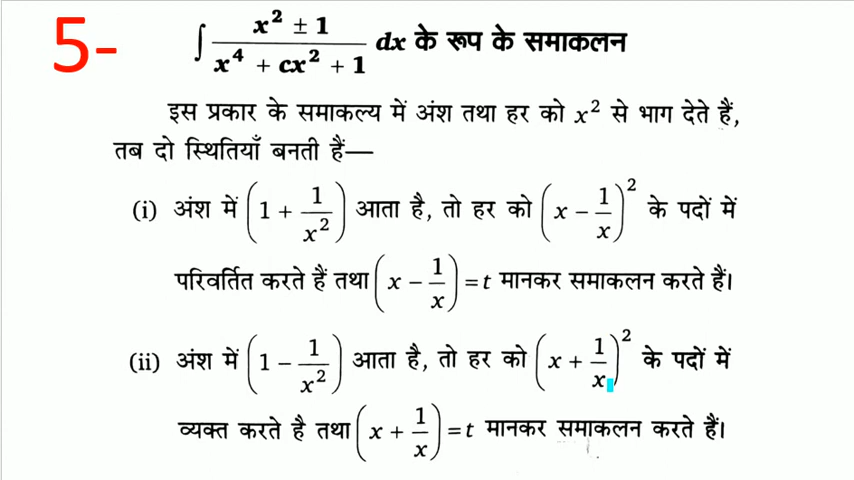 5- ∫ (x² ± 1)/(x⁴ + cx² + 1) dx के रूप के समाकलन
इस प्रकार के समाकल्य में अंश तथा हर को x² से भाग देते हैं,
तब दो स्थितियाँ बनती हैं—
(i) अंश में (1 + 1/x²) आता है, तो हर को (x − 1/x)² के पदों में
परिवर्तित करते हैं तथा (x − 1/x) = t मानकर समाकलन करते हैं।
(ii) अंश में (1 − 1/x²) आता है, तो हर को (x + 1/x)² के पदों में
व्यक्त करते है तथा (x + 1/x) = t मानकर समाकलन करते हैं।